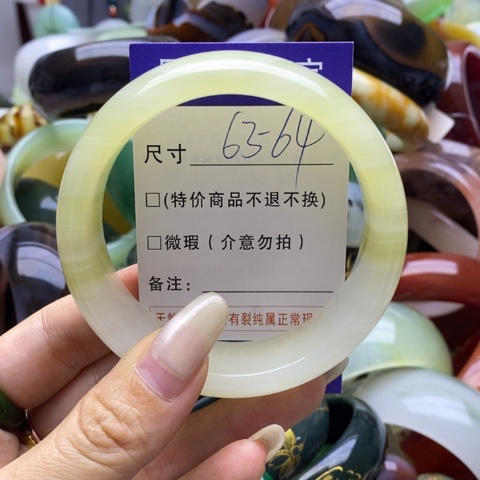 尺寸 63-64
□(特价商品不退不换)
□微瑕(介意勿拍)
备注:
有裂纯属正常现